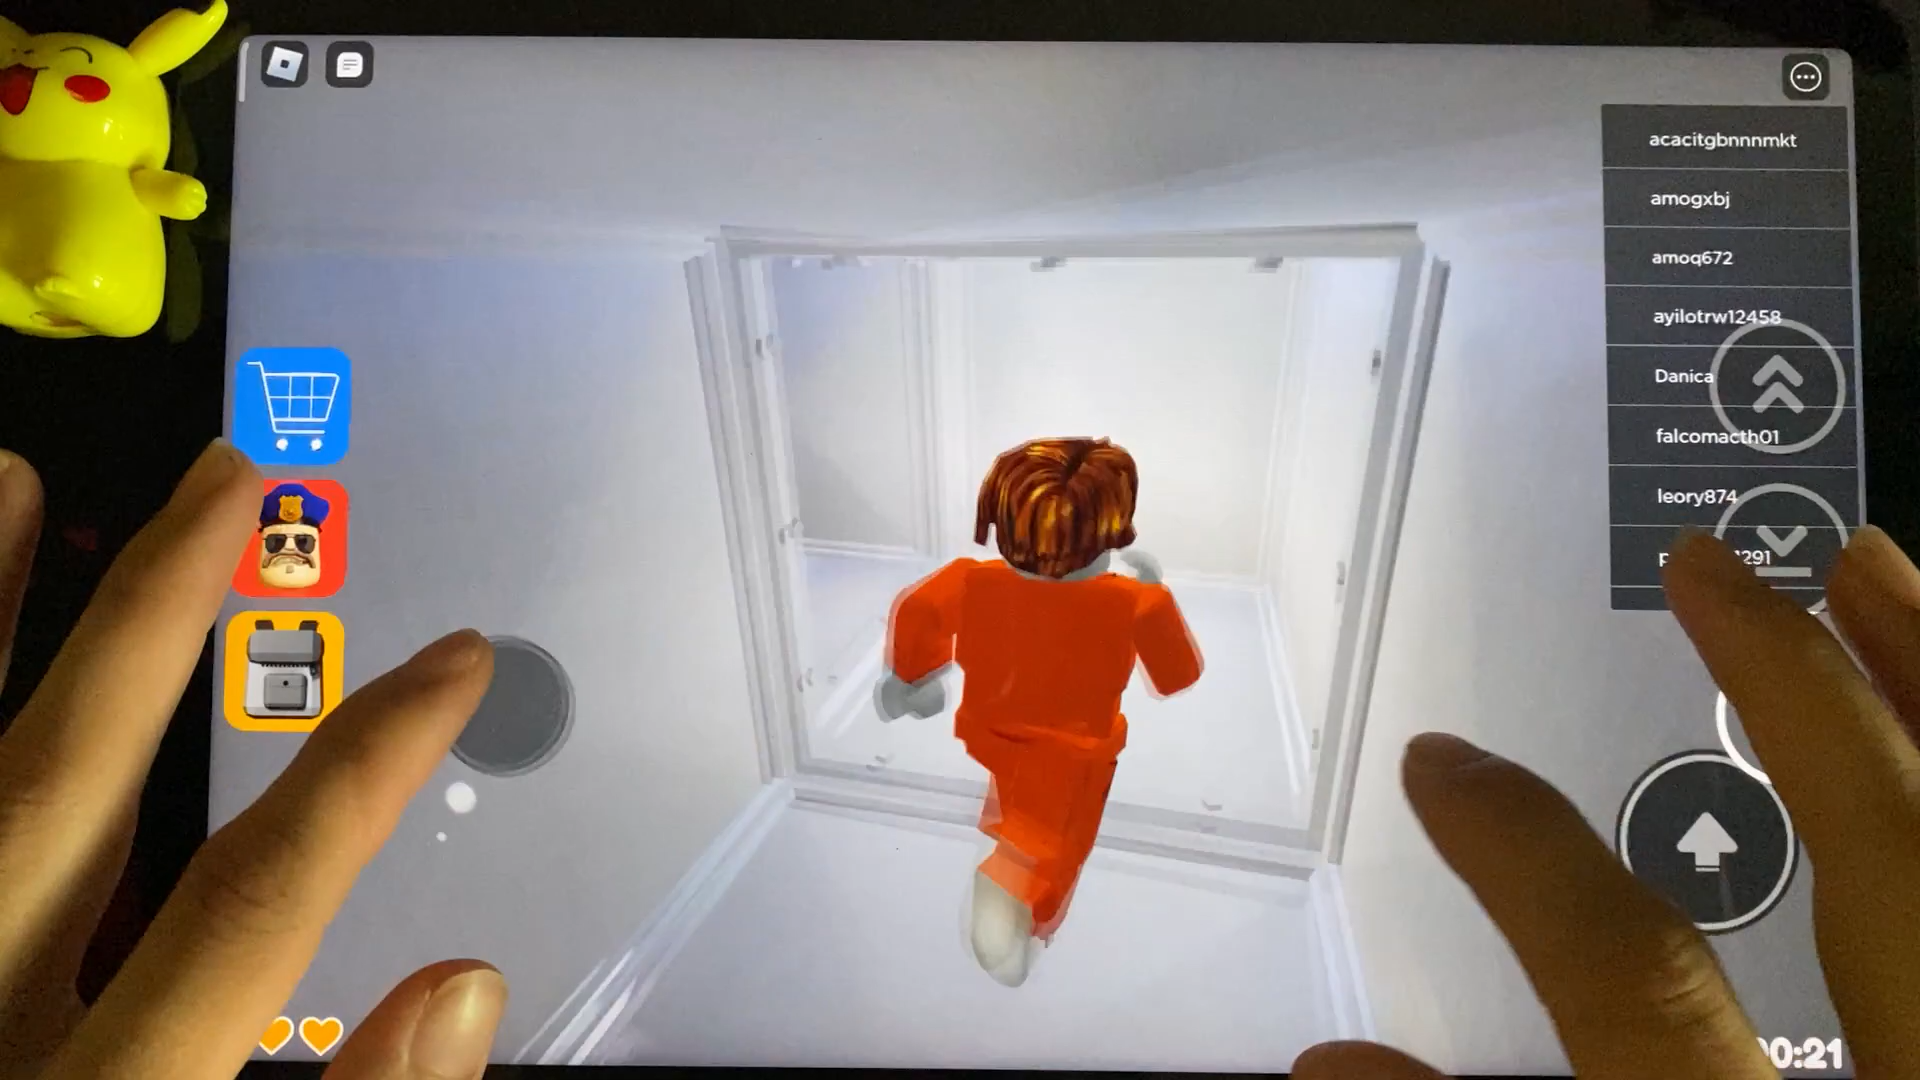 acacitgbnnnmkt
amogxbj
amoq672
ayilotrw12458
Danica
falcomacth01
leory874
0:21